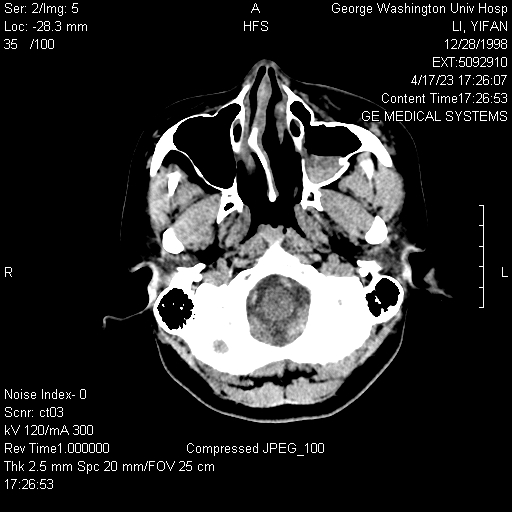 Ser: 2/Img: 5
Loc: -28.3 mm
35 /100
A
HFS
George Washington Univ Hosp
LI, YIFAN
12/28/1998
EXT:5092910
4/17/23 17:26:07
Content Time17:26:53
GE MEDICAL SYSTEMS
R
L
Noise Index- 0
Scnr: ct03
kV 120/mA 300
Rev Time1.000000
Compressed JPEG_100
Thk 2.5 mm Spc 20 mm/FOV 25 cm
17:26:53